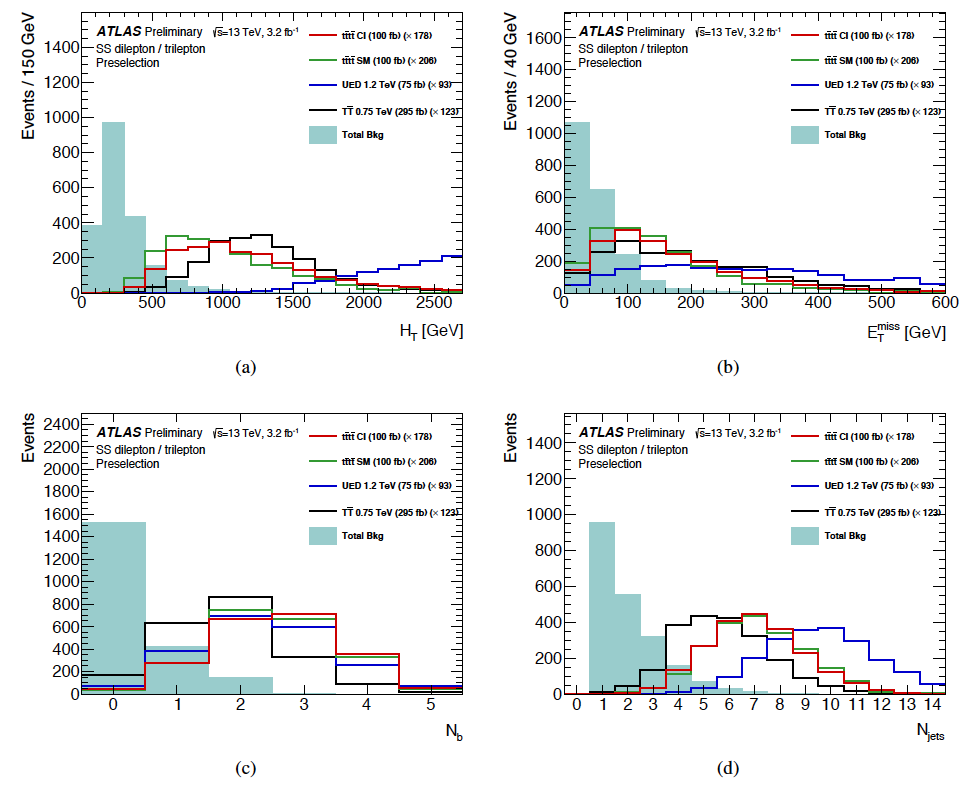 Events / 150 GeV
ATLAS Preliminary √s=13 TeV, 3.2 fb-1
SS dilepton / trilepton
Preselection
tt̄tt̄ CI (100 fb) (× 178)
tt̄tt̄ SM (100 fb) (× 206)
UED 1.2 TeV (75 fb) (× 93)
TT̄ 0.75 TeV (295 fb) (× 123)
Total Bkg
1400
1200
1000
800
600
400
200
0
0 500 1000 1500 2000 2500
HT [GeV]
(a)
Events / 40 GeV
ATLAS Preliminary √s=13 TeV, 3.2 fb-1
SS dilepton / trilepton
Preselection
tt̄tt̄ CI (100 fb) (× 178)
tt̄tt̄ SM (100 fb) (× 206)
UED 1.2 TeV (75 fb) (× 93)
TT̄ 0.75 TeV (295 fb) (× 123)
Total Bkg
1600
1400
1200
1000
800
600
400
200
0
0 100 200 300 400 500 600
ETmiss [GeV]
(b)
Events
ATLAS Preliminary √s=13 TeV, 3.2 fb-1
SS dilepton / trilepton
Preselection
tt̄tt̄ CI (100 fb) (× 178)
tt̄tt̄ SM (100 fb) (× 206)
UED 1.2 TeV (75 fb) (× 93)
TT̄ 0.75 TeV (295 fb) (× 123)
Total Bkg
2400
2200
2000
1800
1600
1400
1200
1000
800
600
400
200
0
0 1 2 3 4 5
Nb
(c)
Events
ATLAS Preliminary √s=13 TeV, 3.2 fb-1
SS dilepton / trilepton
Preselection
tt̄tt̄ CI (100 fb) (× 178)
tt̄tt̄ SM (100 fb) (× 206)
UED 1.2 TeV (75 fb) (× 93)
TT̄ 0.75 TeV (295 fb) (× 123)
Total Bkg
1400
1200
1000
800
600
400
200
0
0 1 2 3 4 5 6 7 8 9 10 11 12 13 14
Njets
(d)